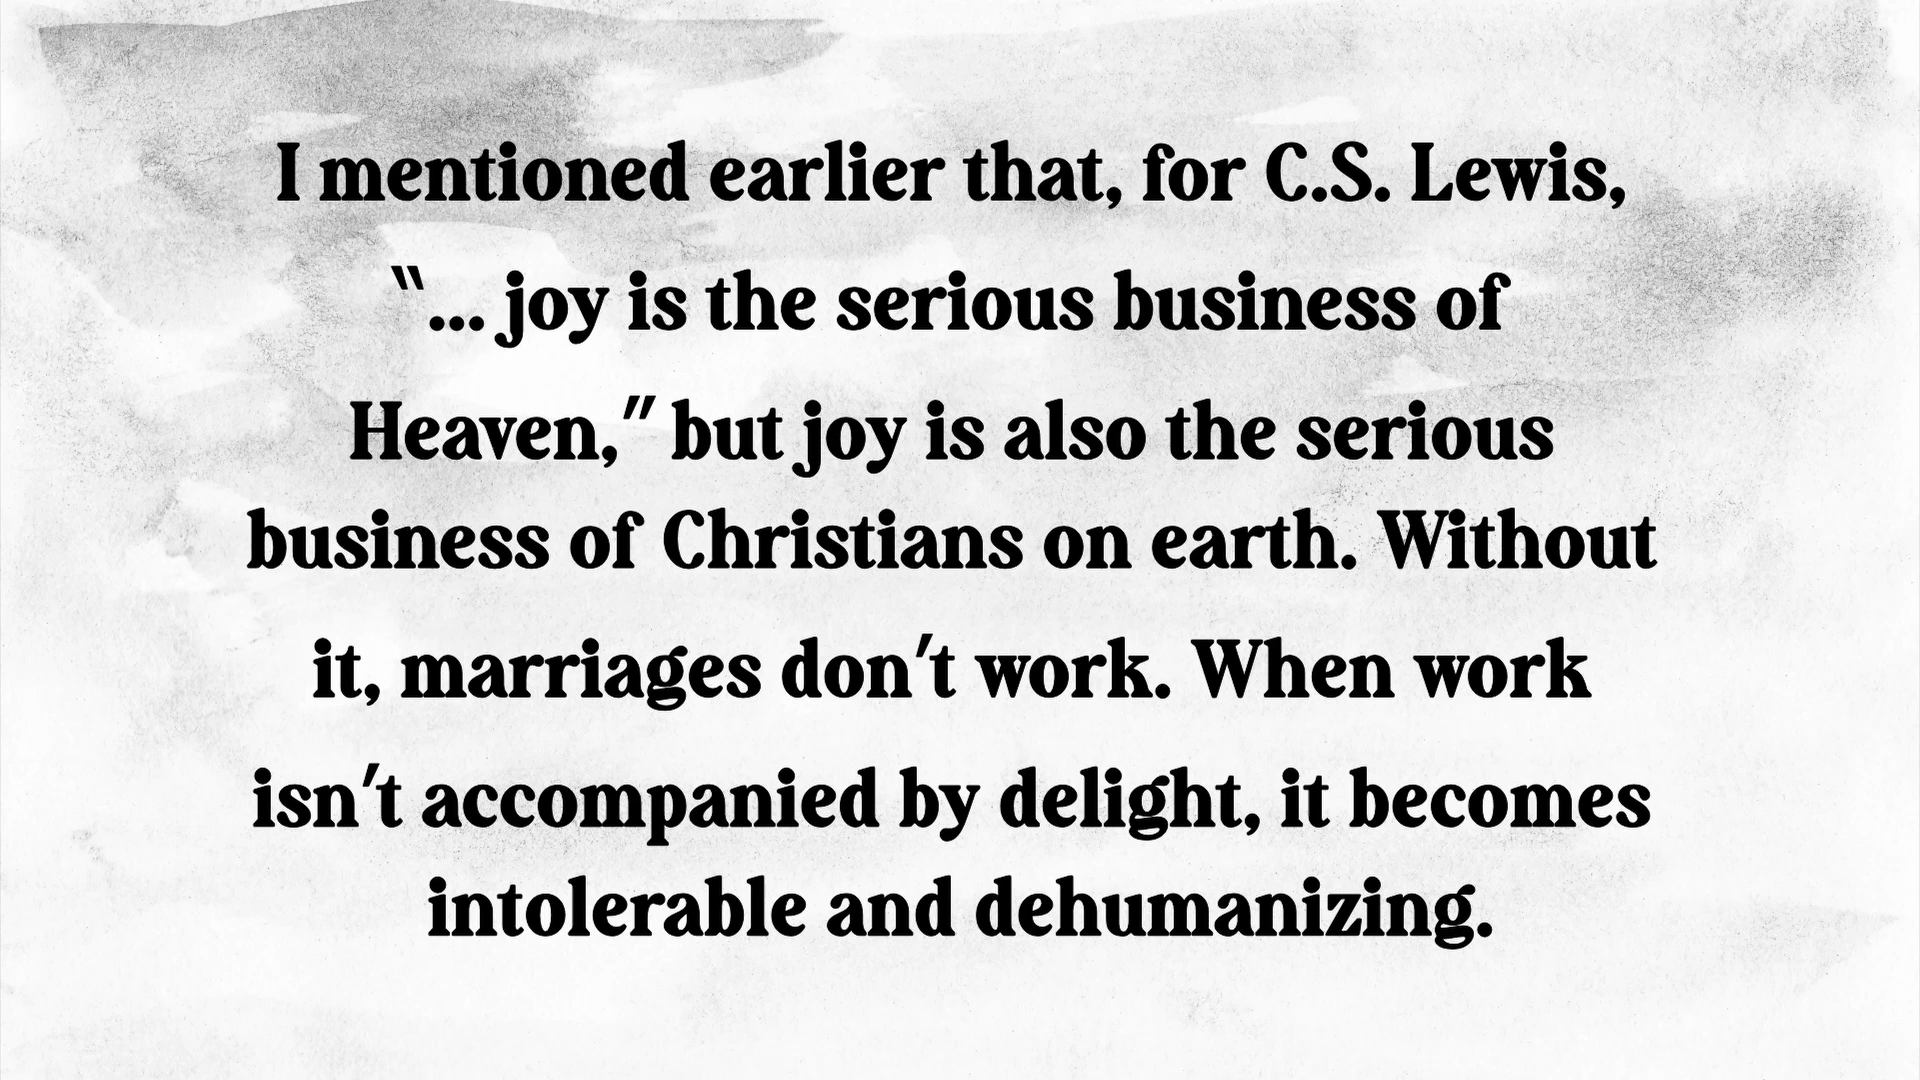 I mentioned earlier that, for C.S. Lewis,
“... joy is the serious business of
Heaven,” but joy is also the serious
business of Christians on earth. Without
it, marriages don't work. When work
isn't accompanied by delight, it becomes
intolerable and dehumanizing.